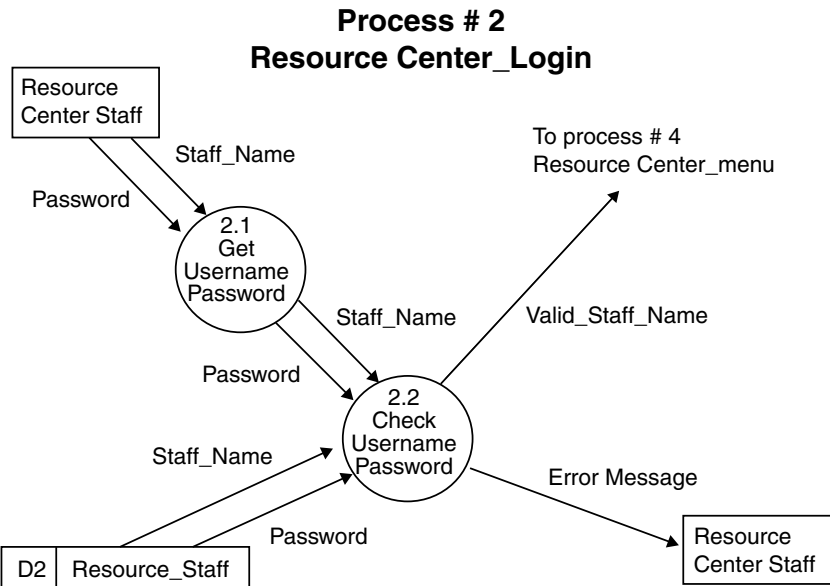 Process # 2
Resource Center_Login
Resource
Center Staff
To process # 4
Resource Center_menu
Staff_Name
Password
2.1
Get
Username
Password
Staff_Name
Valid_Staff_Name
Password
2.2
Check
Username
Password
Staff_Name
Error Message
Password
Resource
Center Staff
D2 Resource_Staff